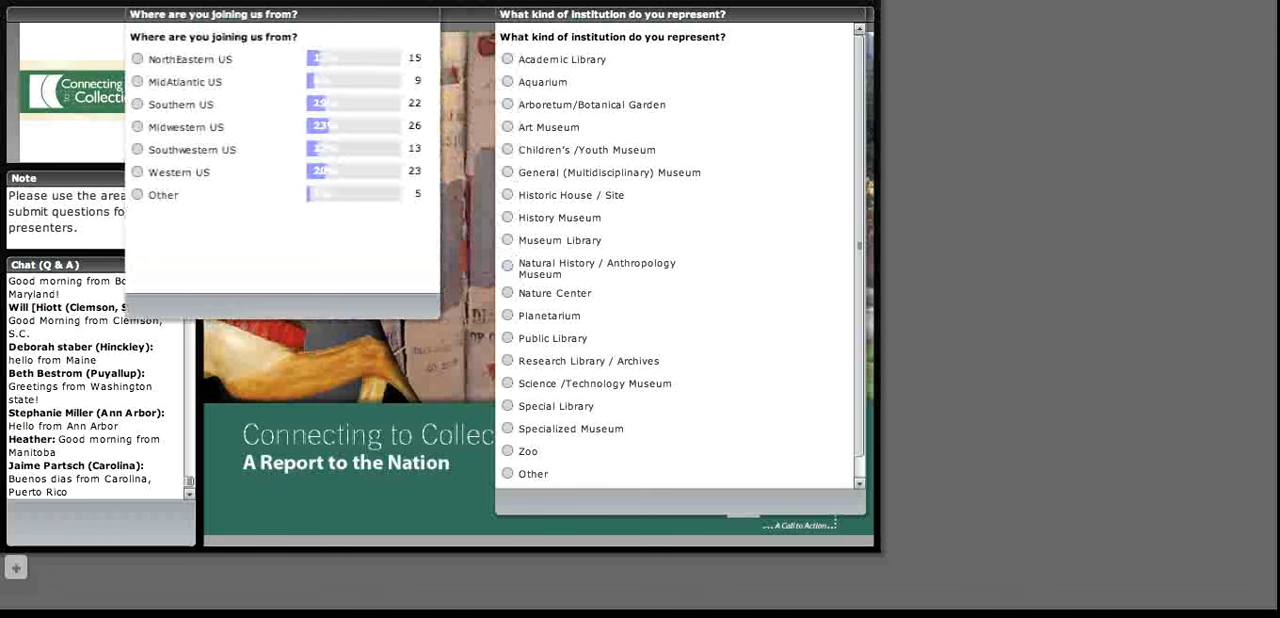 Where are you joining us from?
Where are you joining us from?
NorthEastern US 15
MidAtlantic US 9
Southern US 19% 22
Midwestern US 23% 26
Southwestern US 13
Western US 20% 23
Other 5
What kind of institution do you represent?
What kind of institution do you represent?
Academic Library
Aquarium
Arboretum/Botanical Garden
Art Museum
Children's /Youth Museum
General (Multidisciplinary) Museum
Historic House / Site
History Museum
Museum Library
Natural History / Anthropology
Museum
Nature Center
Planetarium
Public Library
Research Library / Archives
Science /Technology Museum
Special Library
Specialized Museum
Zoo
Other
Connecting
to Collecti
Note
Please use the area
submit questions fo
presenters.
Chat (Q & A)
Good morning from Bo
Maryland!
Will [Hiott (Clemson, S
Good Morning from Clemson,
S.C.
Deborah staber (Hinckley):
hello from Maine
Beth Bestrom (Puyallup):
Greetings from Washington
state!
Stephanie Miller (Ann Arbor):
Hello from Ann Arbor
Heather: Good morning from
Manitoba
Jaime Partsch (Carolina):
Buenos dias from Carolina,
Puerto Rico
Connecting to Collec
A Report to the Nation
... A Call to Action